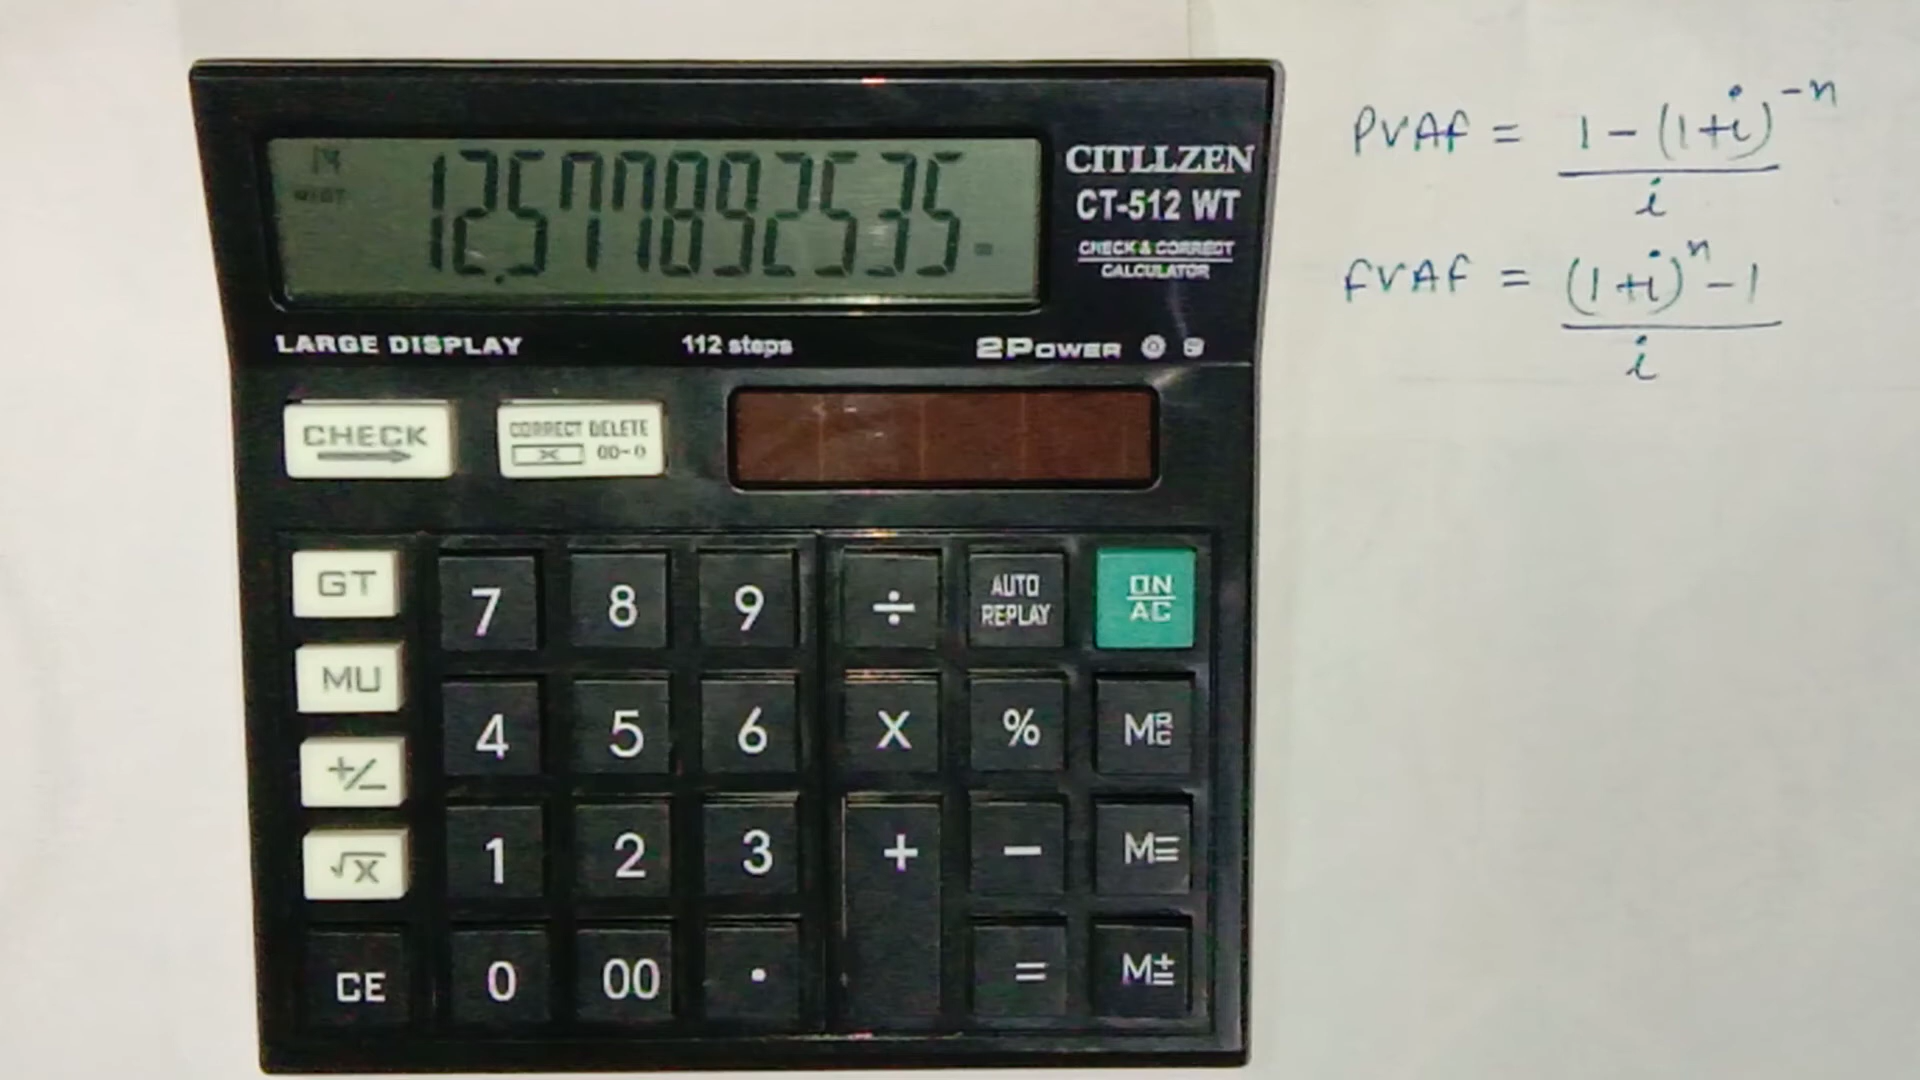 M
12.577892535
CITLLZEN
CT-512 WT
CHECK & CORRECT
CALCULATOR
LARGE DISPLAY 112 steps 2POWER
CHECK
CORRECT DELETE
00→0
GT 7 8 9 ÷ AUTO REPLAY ON/AC
MU 4 5 6 X % MRC
+/− 1 2 3 + − M=
√x
CE 0 00 . = M±
PVAF = 1 − (1+i)^-n / i
FVAF = (1+i)^n − 1 / i